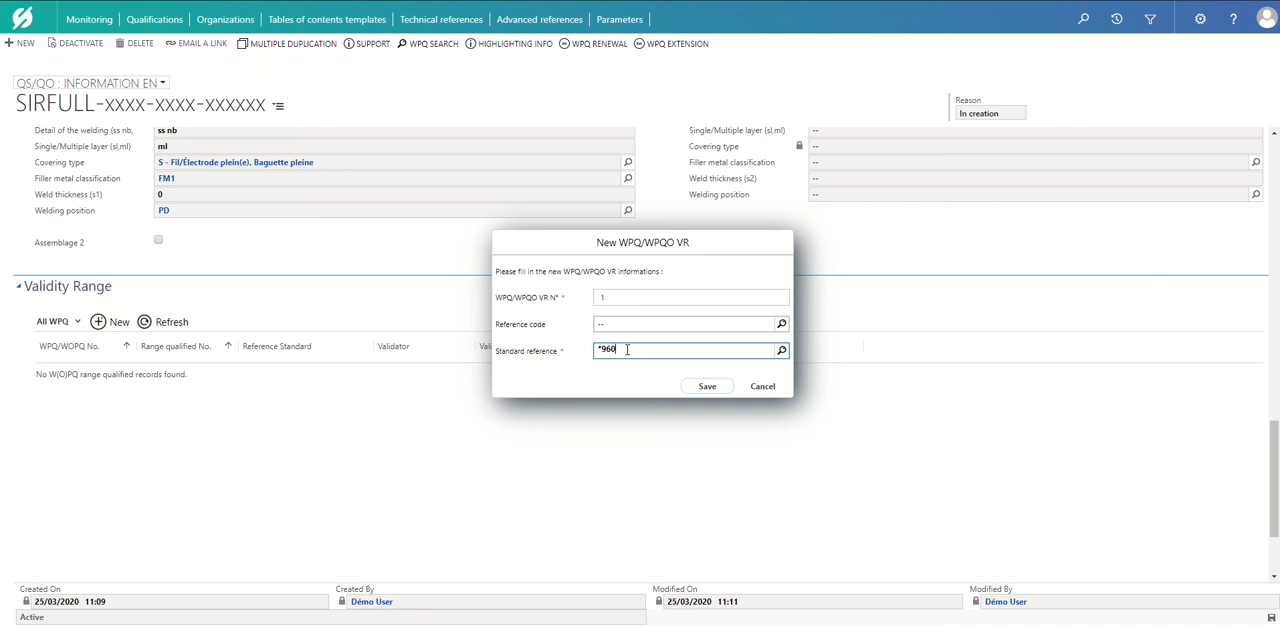 Monitoring | Qualifications | Organizations | Tables of contents templates | Technical references | Advanced references | Parameters |
+ NEW DEACTIVATE DELETE EMAIL A LINK MULTIPLE DUPLICATION SUPPORT WPQ SEARCH HIGHLIGHTING INFO WPQ RENEWAL WPQ EXTENSION
QS/QO : INFORMATION EN
SIRFULL-xxxx-xxxx-xxxxxx
Reason
In creation
Detail of the welding (ss nb, ss nb Single/Multiple layer (sl,ml) --
Single/Multiple layer (sl,ml) ml Covering type --
Covering type S - Fil/Électrode plein(e), Baguette pleine Filler metal classification --
Filler metal classification FM1 Weld thickness (s2) --
Weld thickness (s1) 0 Welding position --
Welding position PD
Assemblage 2
Validity Range
All WPQ New Refresh
WPQ/WOPQ No. Range qualified No. Reference Standard Validator
No W(O)PQ range qualified records found.
New WPQ/WPQO VR
Please fill in the new WPQ/WPQO VR informations :
WPQ/WPQO VR N° * 1
Reference code --
Standard reference * *960
Save Cancel
Created On Created By Modified On Modified By
25/03/2020 11:09 Démo User 25/03/2020 11:11 Démo User
Active